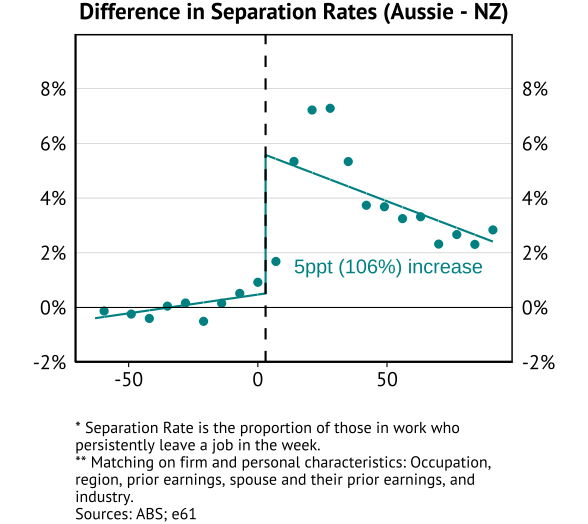 Difference in Separation Rates (Aussie - NZ)
8% 8%
6% 6%
4% 4%
2% 2%
5ppt (106%) increase
0% 0%
-2% -2%
-50 0 50
* Separation Rate is the proportion of those in work who
persistently leave a job in the week.
** Matching on firm and personal characteristics: Occupation,
region, prior earnings, spouse and their prior earnings, and
industry.
Sources: ABS; e61